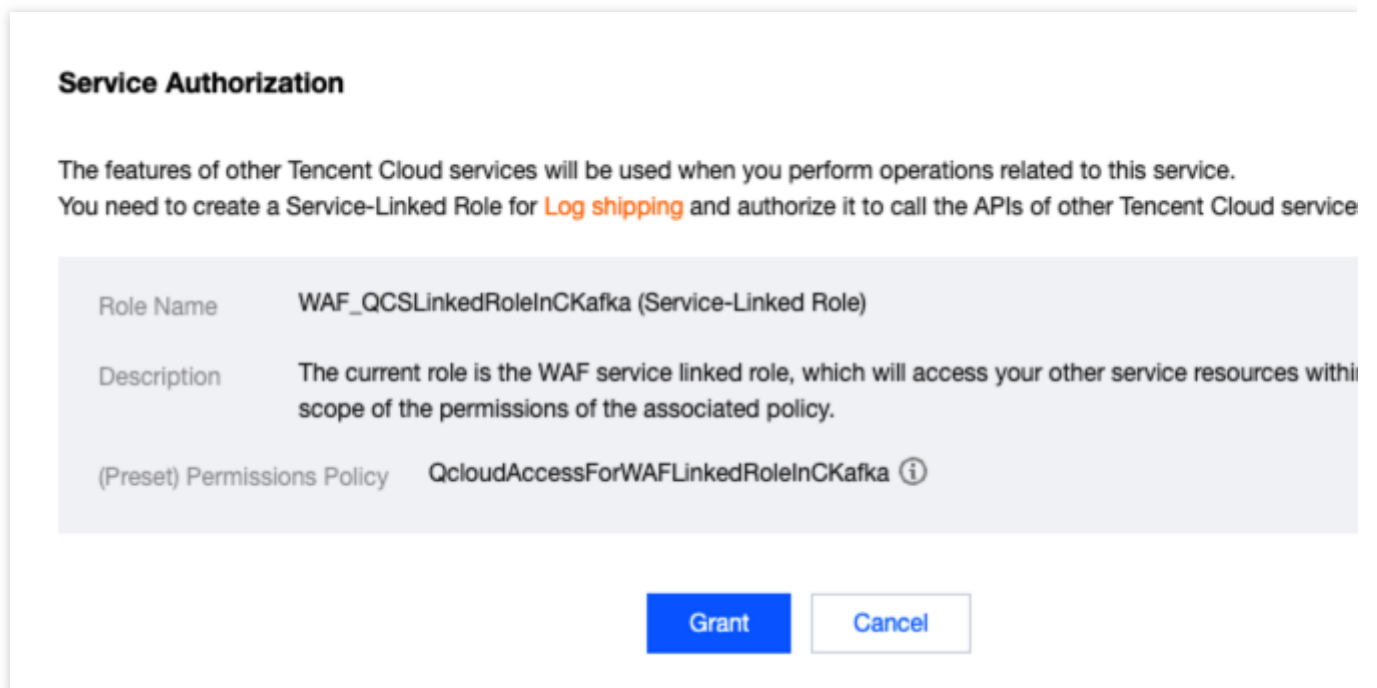 Service Authorization
The features of other Tencent Cloud services will be used when you perform operations related to this service.
You need to create a Service-Linked Role for Log shipping and authorize it to call the APIs of other Tencent Cloud service
Role Name WAF_QCSLinkedRoleInCKafka (Service-Linked Role)
Description The current role is the WAF service linked role, which will access your other service resources withi
scope of the permissions of the associated policy.
(Preset) Permissions Policy QcloudAccessForWAFLinkedRoleInCKafka
Grant Cancel